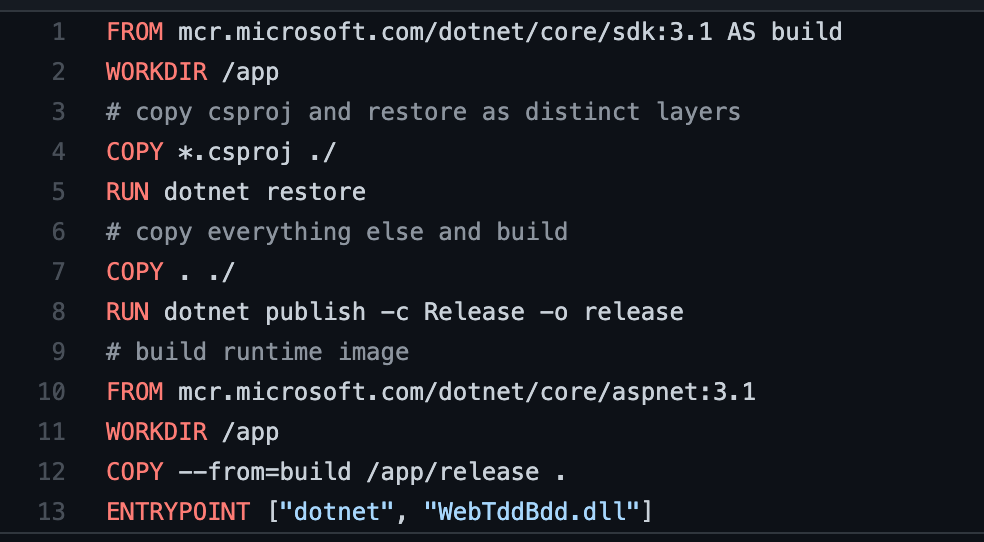 1 FROM mcr.microsoft.com/dotnet/core/sdk:3.1 AS build
2 WORKDIR /app
3 # copy csproj and restore as distinct layers
4 COPY *.csproj ./
5 RUN dotnet restore
6 # copy everything else and build
7 COPY . ./
8 RUN dotnet publish -c Release -o release
9 # build runtime image
10 FROM mcr.microsoft.com/dotnet/core/aspnet:3.1
11 WORKDIR /app
12 COPY --from=build /app/release .
13 ENTRYPOINT ["dotnet", "WebTddBdd.dll"]